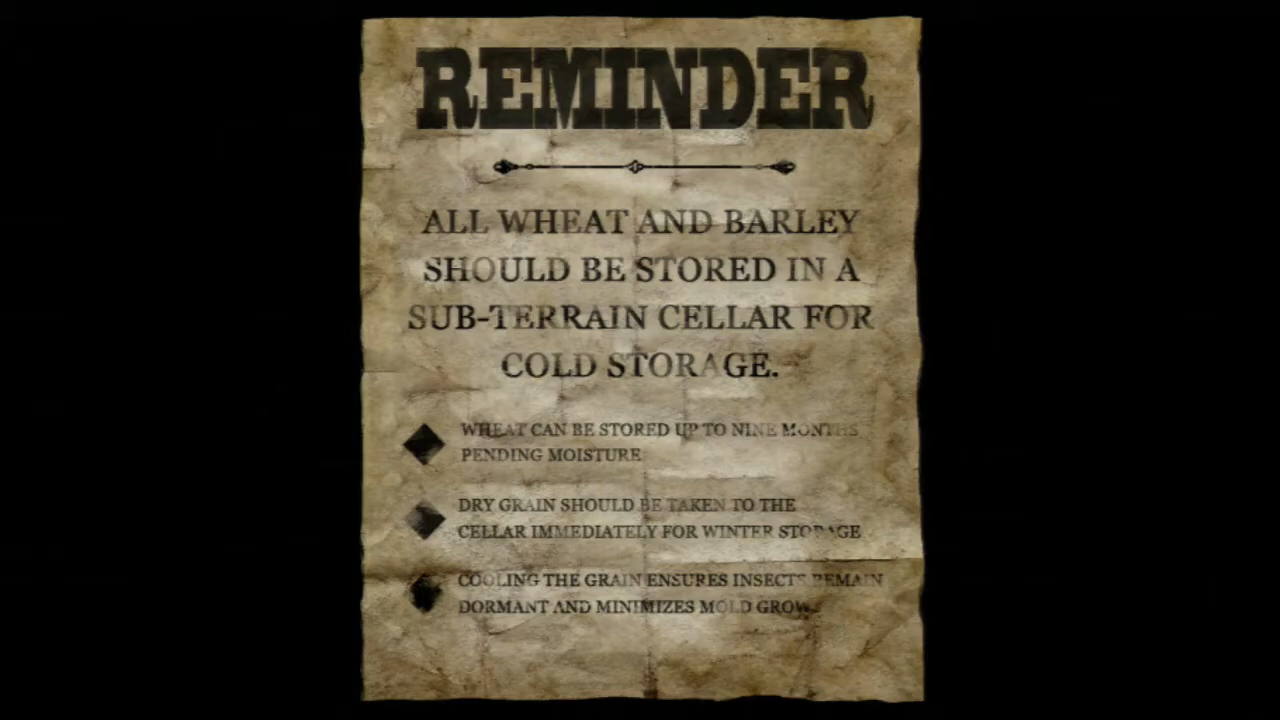 REMINDER
ALL WHEAT AND BARLEY
SHOULD BE STORED IN A
SUB-TERRAIN CELLAR FOR
COLD STORAGE.
WHEAT CAN BE STORED UP TO NINE MONTHS
PENDING MOISTURE
DRY GRAIN SHOULD BE TAKEN TO THE
CELLAR IMMEDIATELY FOR WINTER STORAGE
COOLING THE GRAIN ENSURES INSECTS REMAIN
DORMANT AND MINIMIZES MOLD